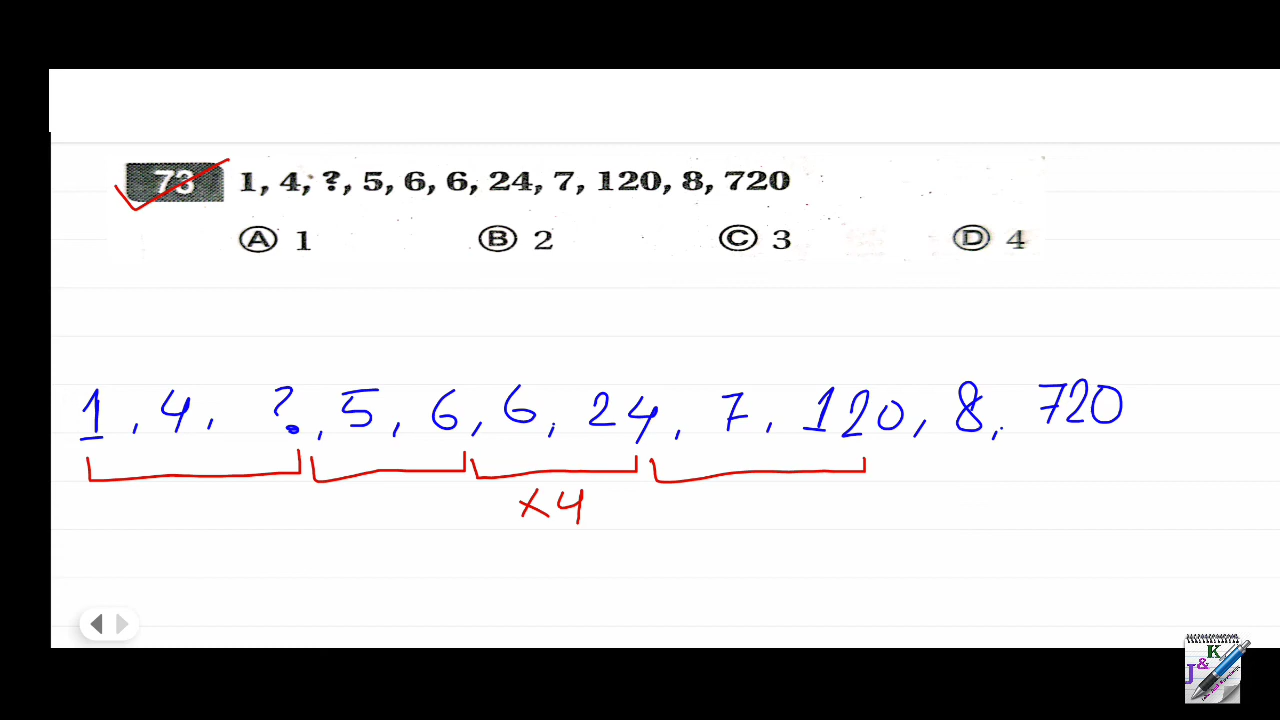 73 1, 4, ?, 5, 6, 6, 24, 7, 120, 8, 720
A 1 B 2 C 3 D 4
1, 4, ?, 5, 6, 6, 24, 7, 120, 8, 720
×4
J&K